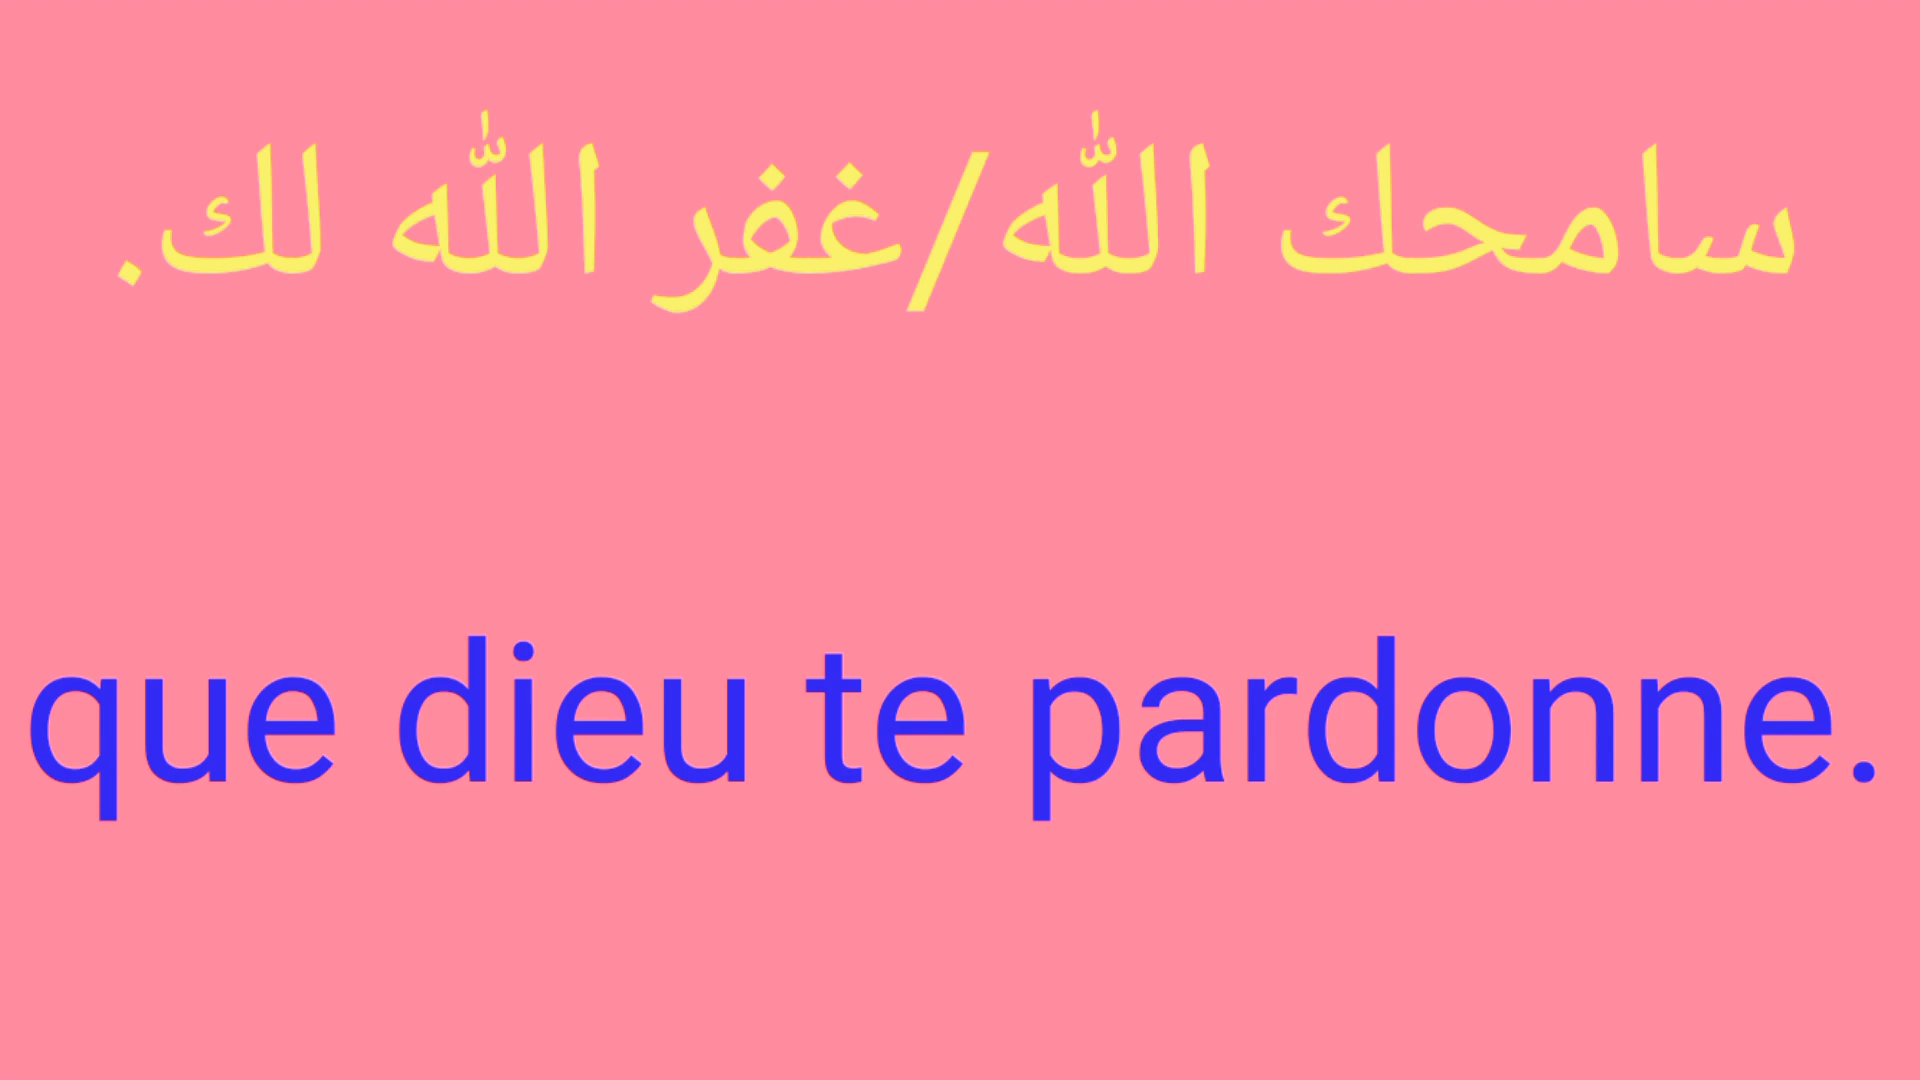 سامحك الله/غفر الله لك.
que dieu te pardonne.